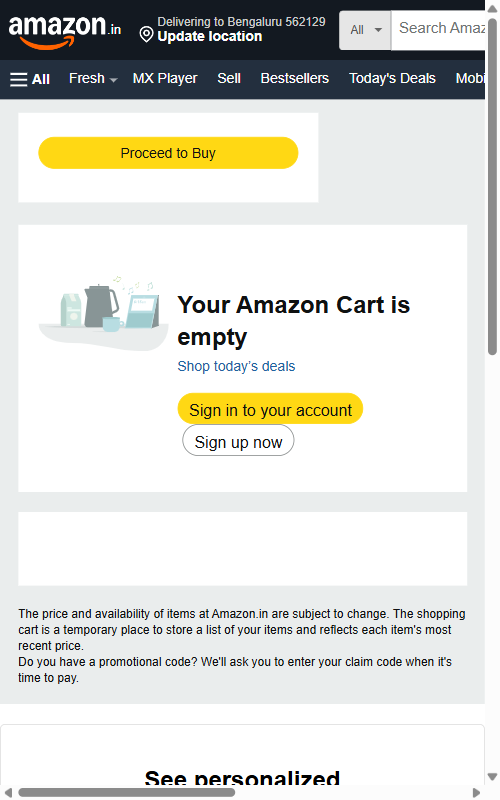 amazon.in
Delivering to Bengaluru 562129
Update location
All
Search Amaz
All
Fresh
MX Player
Sell
Bestsellers
Today's Deals
Mobi
Proceed to Buy
Your Amazon Cart is
empty
Shop today's deals
Sign in to your account
Sign up now
The price and availability of items at Amazon.in are subject to change. The shopping
cart is a temporary place to store a list of your items and reflects each item's most
recent price.
Do you have a promotional code? We'll ask you to enter your claim code when it's
time to pay.
See personalized